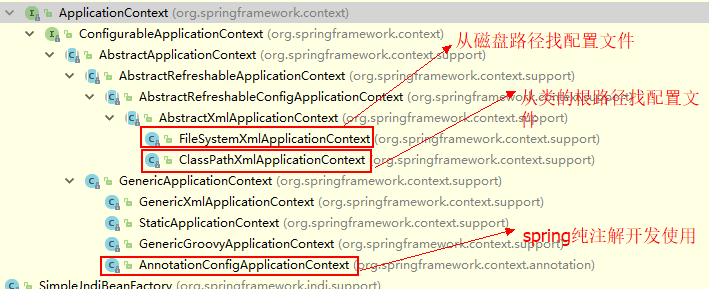 ApplicationContext (org.springframework.context)
ConfigurableApplicationContext (org.springframework.context)
从磁盘路径找配置文件
AbstractApplicationContext (org.springframework.context.support)
AbstractRefreshableApplicationContext (org.springframework.context.support)
AbstractRefreshableConfigApplicationContext (org.springframework.context.support)
从类的根路径找配置文
件
AbstractXmlApplicationContext (org.springframework.context.support)
FileSystemXmlApplicationContext (org.springframework.context.support)
ClassPathXmlApplicationContext (org.springframework.context.support)
GenericApplicationContext (org.springframework.context.support)
GenericXmlApplicationContext (org.springframework.context.support)
StaticApplicationContext (org.springframework.context.support)
spring纯注解开发使用
GenericGroovyApplicationContext (org.springframework.context.support)
AnnotationConfigApplicationContext (org.springframework.context.annotation)
SimpleJndiBeanFactory (org.springframework.jndi.support)